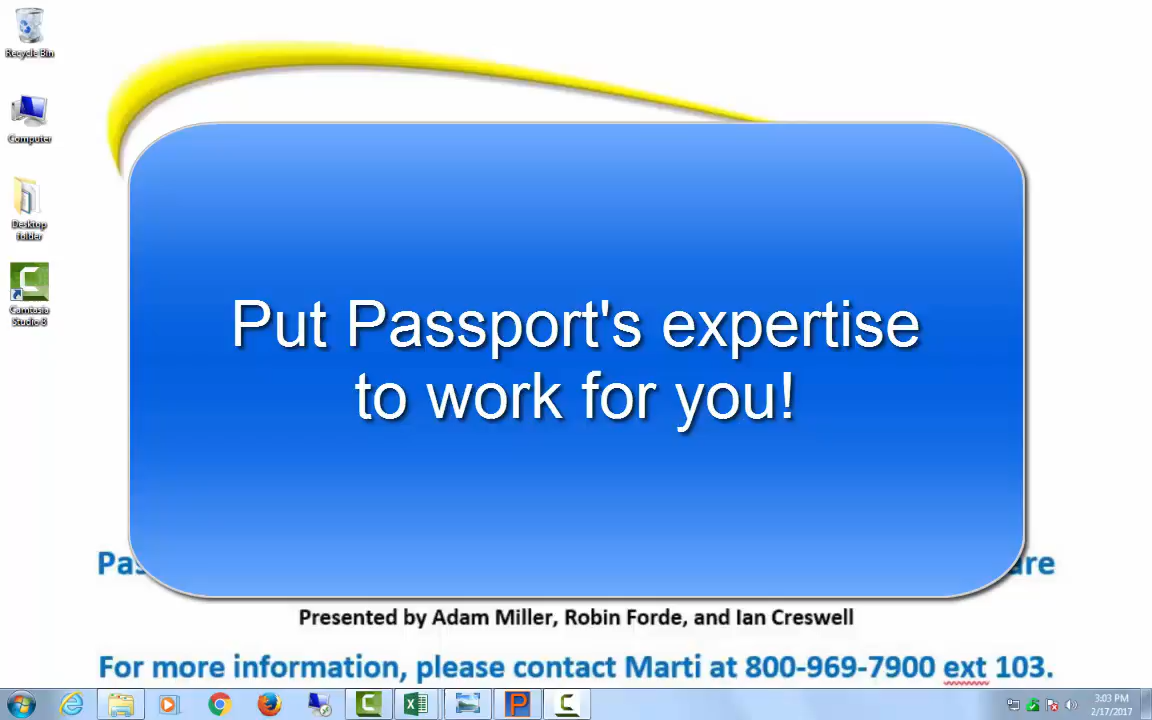 Recycle Bin
Computer
Desktop
folder
Camtasia
Studio 8
Put Passport's expertise
to work for you!
Presented by Adam Miller, Robin Forde, and Ian Creswell
For more information, please contact Marti at 800-969-7900 ext 103.
3:03 PM
2/17/2017